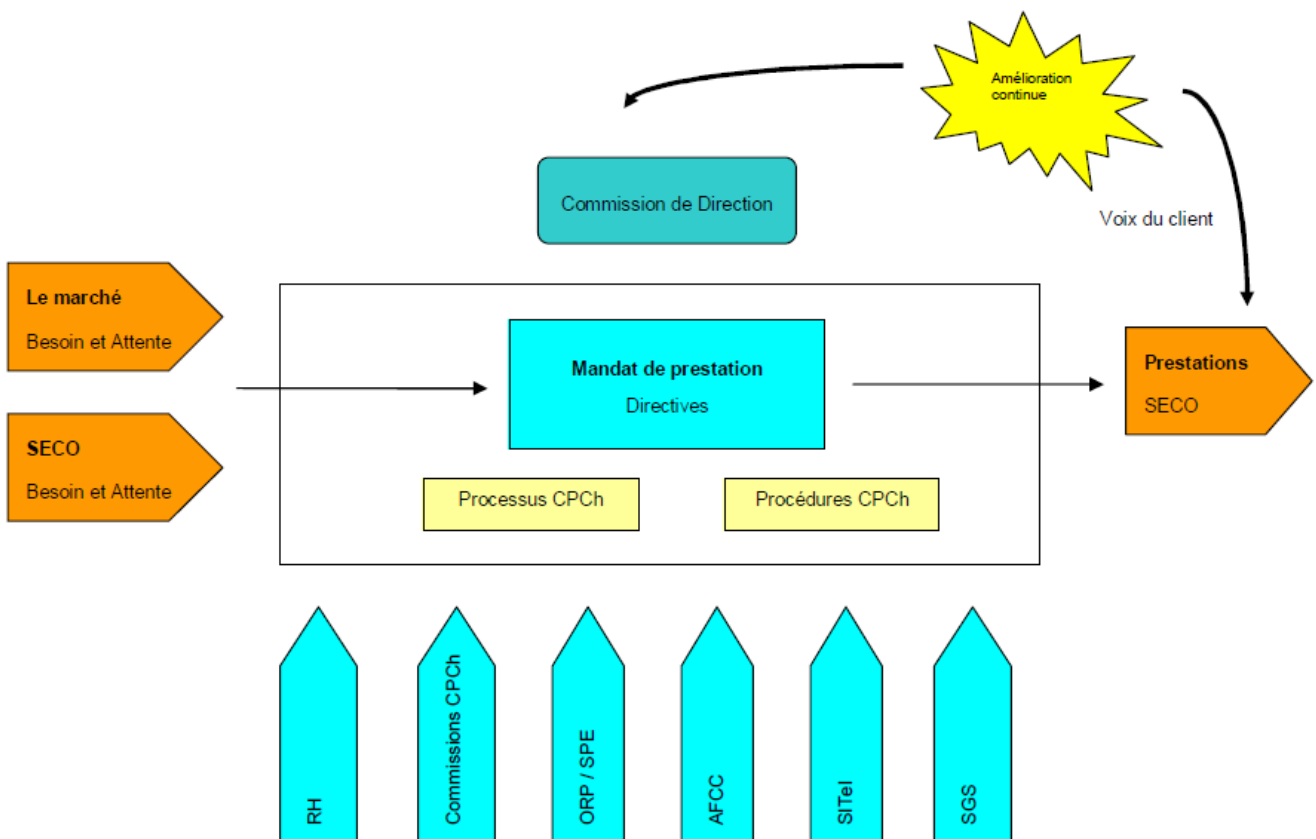 Amélioration
continue
Commission de Direction
Voix du client
Le marché
Besoin et Attente
Mandat de prestation
Directives
Prestations
SECO
SECO
Besoin et Attente
Processus CPCh
Procédures CPCh
RH
Commissions CPCh
ORP / SPE
AFCC
SITel
SGS